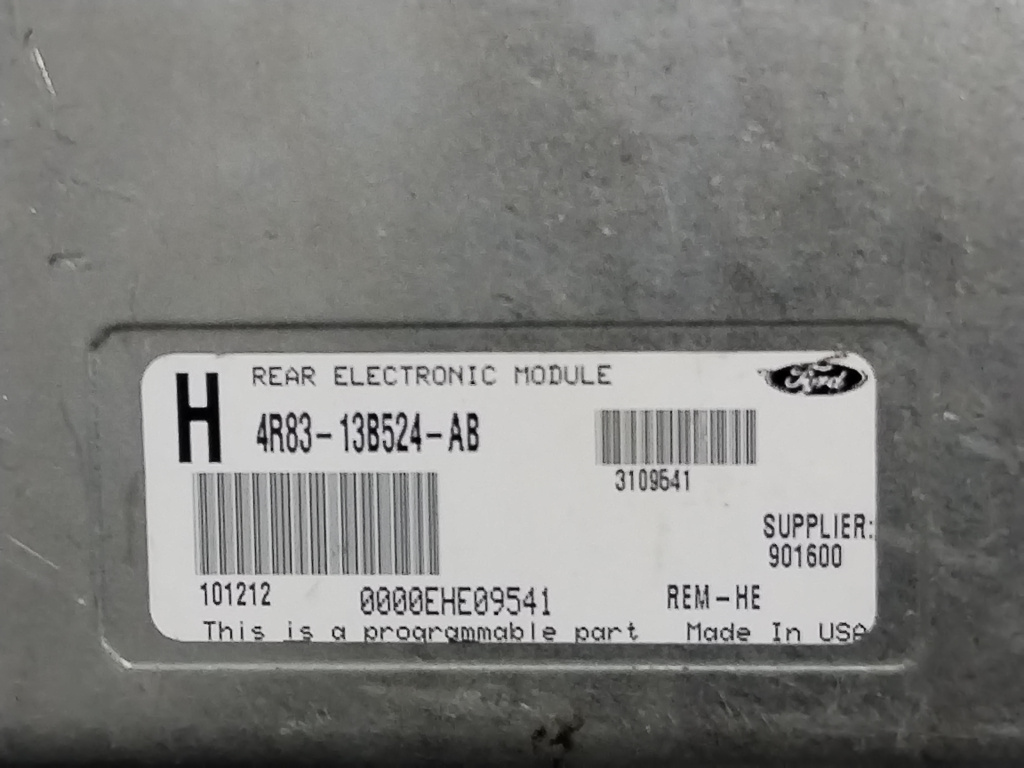 H
REAR ELECTRONIC MODULE
Ford
4R83-13B524-AB
3109541
SUPPLIER:
901600
101212
0000EHE09541
REM-HE
This is a programmable part Made In USA